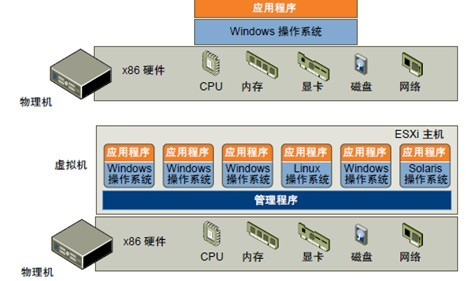 应用程序
Windows 操作系统
x86 硬件
CPU 内存 显卡 磁盘 网络
物理机
ESXi 主机
虚拟机
应用程序 应用程序 应用程序 应用程序 应用程序 应用程序
Windows Windows Windows Linux Windows Solaris
操作系统 操作系统 操作系统 操作系统 操作系统 操作系统
管理程序
x86 硬件
CPU 内存 显卡 磁盘 网络
物理机